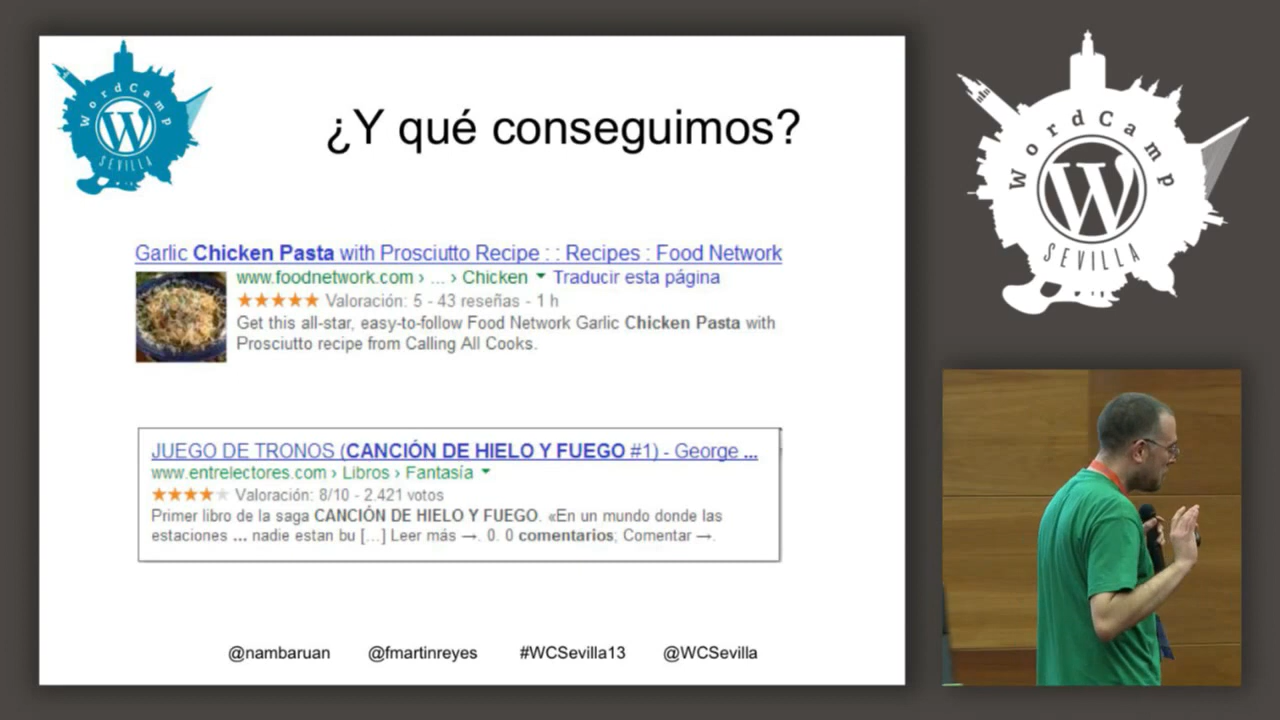 WordCamp
SEVILLA
¿Y qué conseguimos?
Garlic Chicken Pasta with Prosciutto Recipe : : Recipes : Food Network
www.foodnetwork.com › ... › Chicken Traducir esta página
Valoración: 5 - 43 reseñas - 1 h
Get this all-star, easy-to-follow Food Network Garlic Chicken Pasta with
Prosciutto recipe from Calling All Cooks.
JUEGO DE TRONOS (CANCIÓN DE HIELO Y FUEGO #1) - George ...
www.entrelectores.com › Libros › Fantasía
Valoración: 8/10 - 2.421 votos
Primer libro de la saga CANCIÓN DE HIELO Y FUEGO. «En un mundo donde las
estaciones ... nadie estan bu [...] Leer más →. 0. 0 comentarios; Comentar →.
@nambaruan @fmartinreyes #WCSevilla13 @WCSevilla
WordCamp
W
SEVILLA